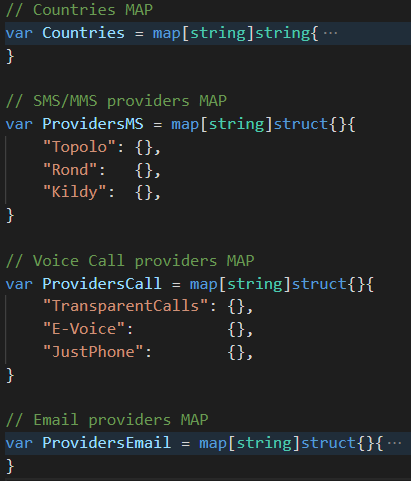 // Countries MAP
var Countries = map[string]string{···
}

// SMS/MMS providers MAP
var ProvidersMS = map[string]struct{}{
    "Topolo": {},
    "Rond":   {},
    "Kildy":  {},
}

// Voice Call providers MAP
var ProvidersCall = map[string]struct{}{
    "TransparentCalls": {},
    "E-Voice":          {},
    "JustPhone":        {},
}

// Email providers MAP
var ProvidersEmail = map[string]struct{}{···
}